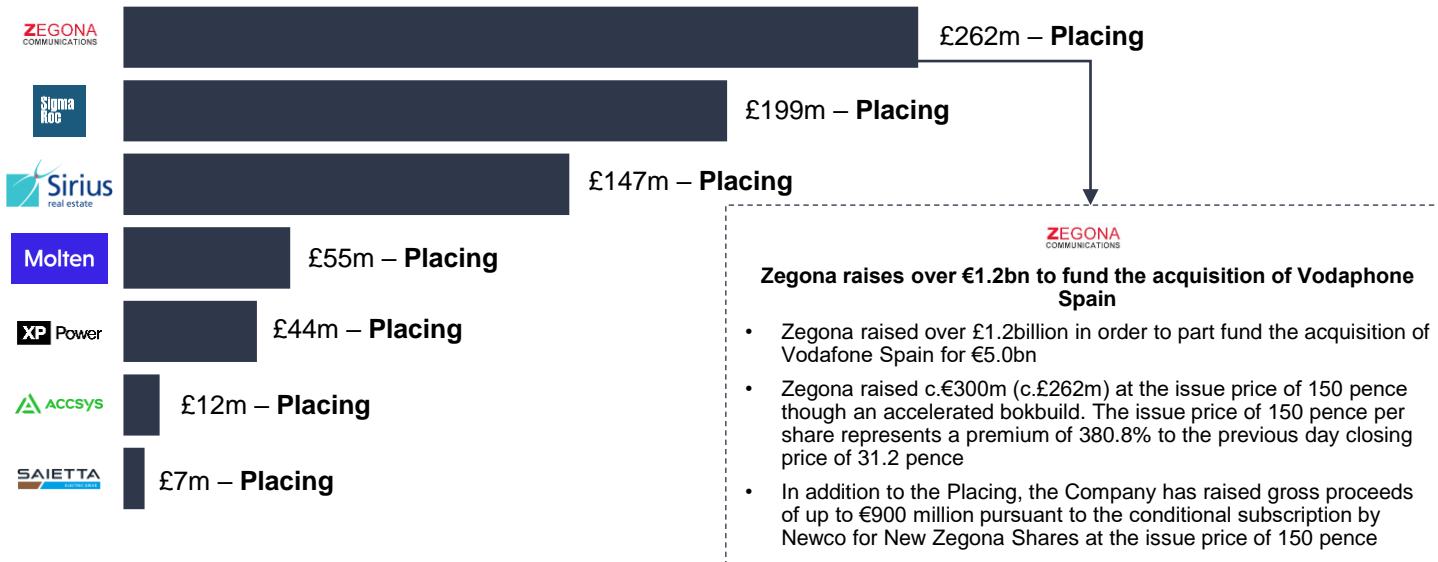 ZEGONA
COMMUNICATIONS
£262m – Placing
Sigma
Roc
£199m – Placing
Sirius
real estate
£147m – Placing
Molten
£55m – Placing
XP Power
£44m – Placing
ACCSYS
£12m – Placing
SAIETTA
ELECTRIC DRIVE
£7m – Placing
ZEGONA
COMMUNICATIONS
Zegona raises over €1.2bn to fund the acquisition of Vodaphone
Spain
• Zegona raised over £1.2billion in order to part fund the acquisition of
Vodafone Spain for €5.0bn
• Zegona raised c.€300m (c.£262m) at the issue price of 150 pence
though an accelerated bokbuild. The issue price of 150 pence per
share represents a premium of 380.8% to the previous day closing
price of 31.2 pence
• In addition to the Placing, the Company has raised gross proceeds
of up to €900 million pursuant to the conditional subscription by
Newco for New Zegona Shares at the issue price of 150 pence